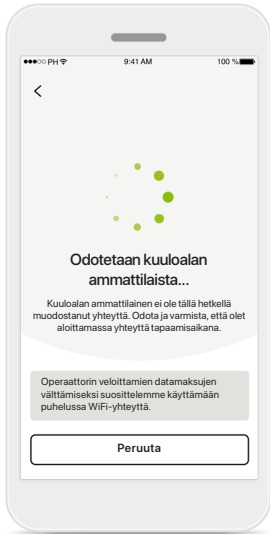 ●●●○○ PH 9:41 AM 100 %
Odotetaan kuuloalan
ammattilaista...
Kuuloalan ammattilainen ei ole tällä hetkellä
muodostanut yhteyttä. Odota ja varmista, että olet
aloittamassa yhteyttä tapaamisaikana.
Operaattorin veloittamien datamaksujen
välttämiseksi suosittelemme käyttämään
puhelussa WiFi-yhteyttä.
Peruuta